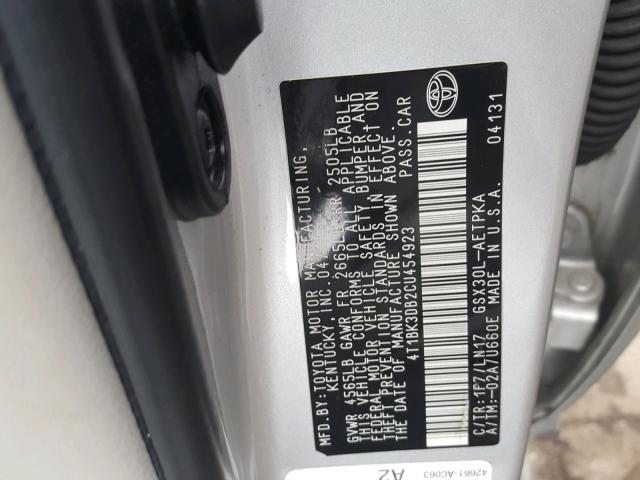 MFD.BY:TOYOTA MOTOR MANUFACTURING,
KENTUCKY, INC.04
GVWR 4565LB GAWR FR 2665LB RR 2505LB
THIS VEHICLE CONFORMS TO ALL APPLICABLE
FEDERAL MOTOR VEHICLE SAFETY, BUMPER,AND
THEFT PREVENTION STANDARDS IN EFFECT ON
THE DATE OF MANUFACTURE SHOWN ABOVE.
4T1BK3DB2CU454923 PASS.CAR
C/TR:1F7/LN17 GSX30L-AETPKA
A/TM:-02A/U660E MADE IN U.S.A. 04131
42661-AC063
A2